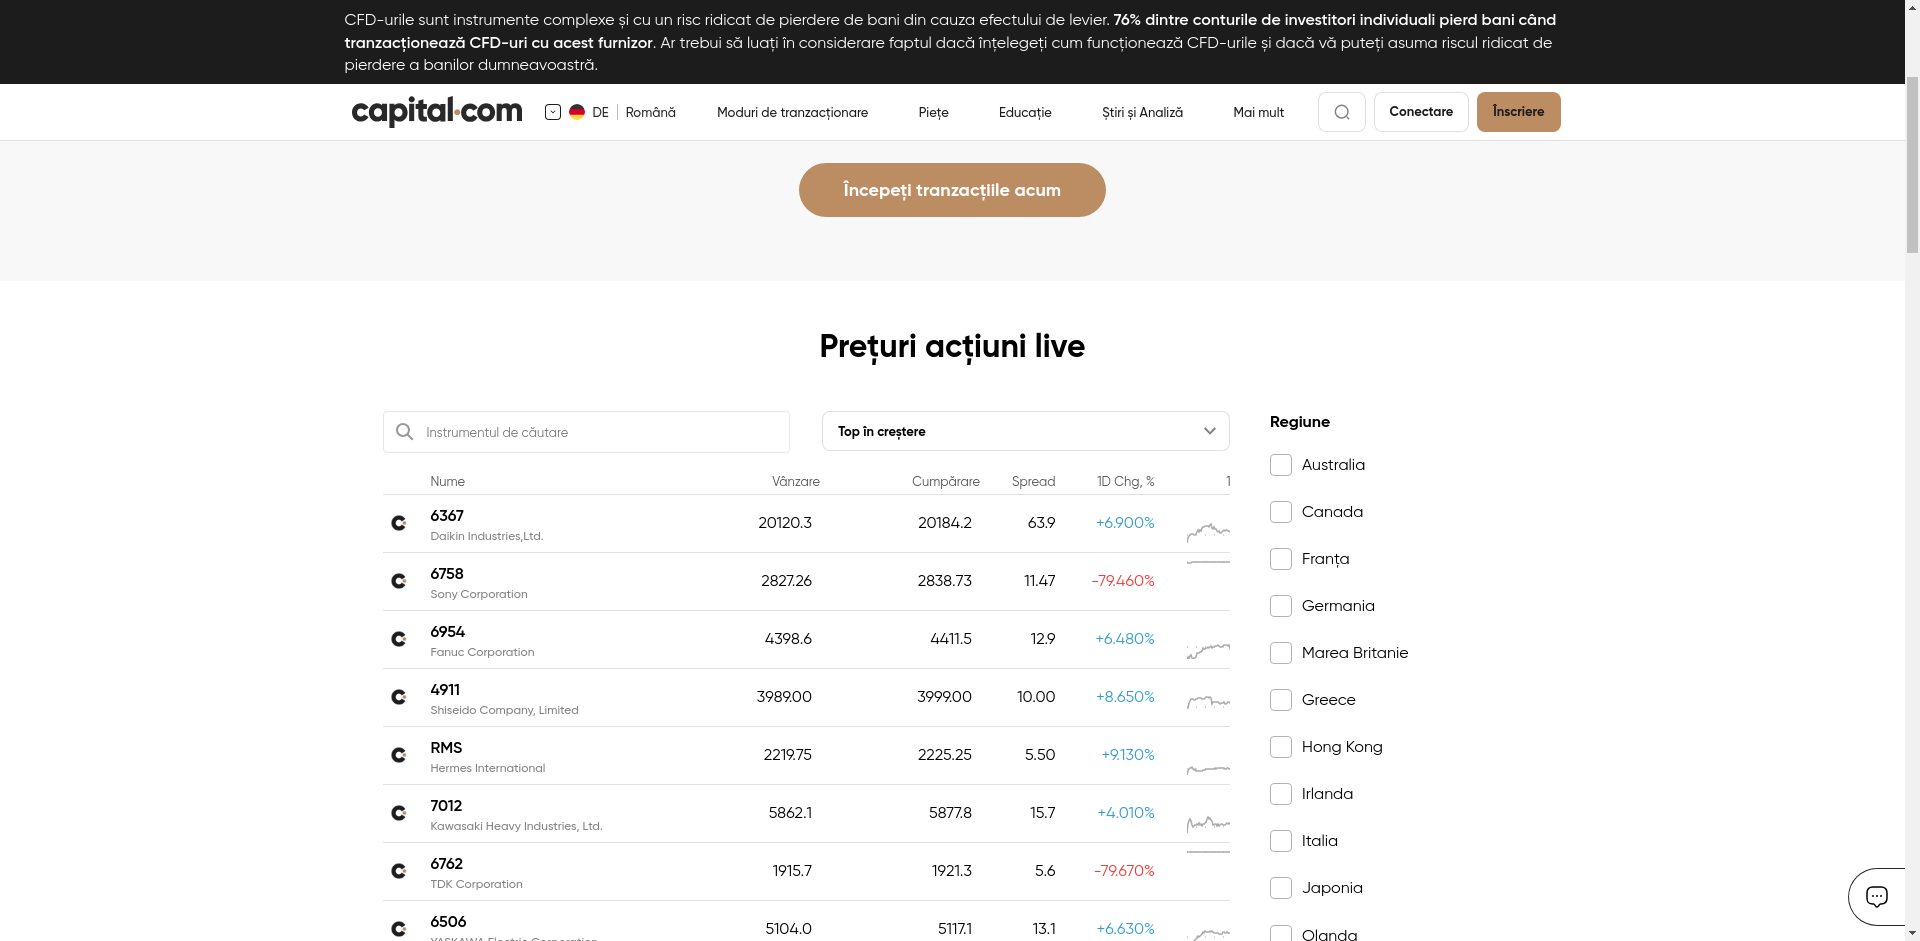 CFD-urile sunt instrumente complexe și cu un risc ridicat de pierdere de bani din cauza efectului de levier. 76% dintre conturile de investitori individuali pierd bani când
tranzacționează CFD-uri cu acest furnizor. Ar trebui să luați în considerare faptul dacă înțelegeți cum funcționează CFD-urile și dacă vă puteți asuma riscul ridicat de
pierdere a banilor dumneavoastră.
capital.com DE Română Moduri de tranzacționare Piețe Educație Știri și Analiză Mai mult Conectare Înscriere
Începeți tranzacțiile acum
Prețuri acțiuni live
Instrumentul de căutare Top în creștere
Nume Vânzare Cumpărare Spread 1D Chg, % 1
6367 20120.3 20184.2 63.9 +6.900%
Daikin Industries,Ltd.
6758 2827.26 2838.73 11.47 -79.460%
Sony Corporation
6954 4398.6 4411.5 12.9 +6.480%
Fanuc Corporation
4911 3989.00 3999.00 10.00 +8.650%
Shiseido Company, Limited
RMS 2219.75 2225.25 5.50 +9.130%
Hermes International
7012 5862.1 5877.8 15.7 +4.010%
Kawasaki Heavy Industries, Ltd.
6762 1915.7 1921.3 5.6 -79.670%
TDK Corporation
6506 5104.0 5117.1 13.1 +6.630%
YASKAWA Electric Corporation
Regiune
Australia
Canada
Franța
Germania
Marea Britanie
Greece
Hong Kong
Irlanda
Italia
Japonia
Olanda